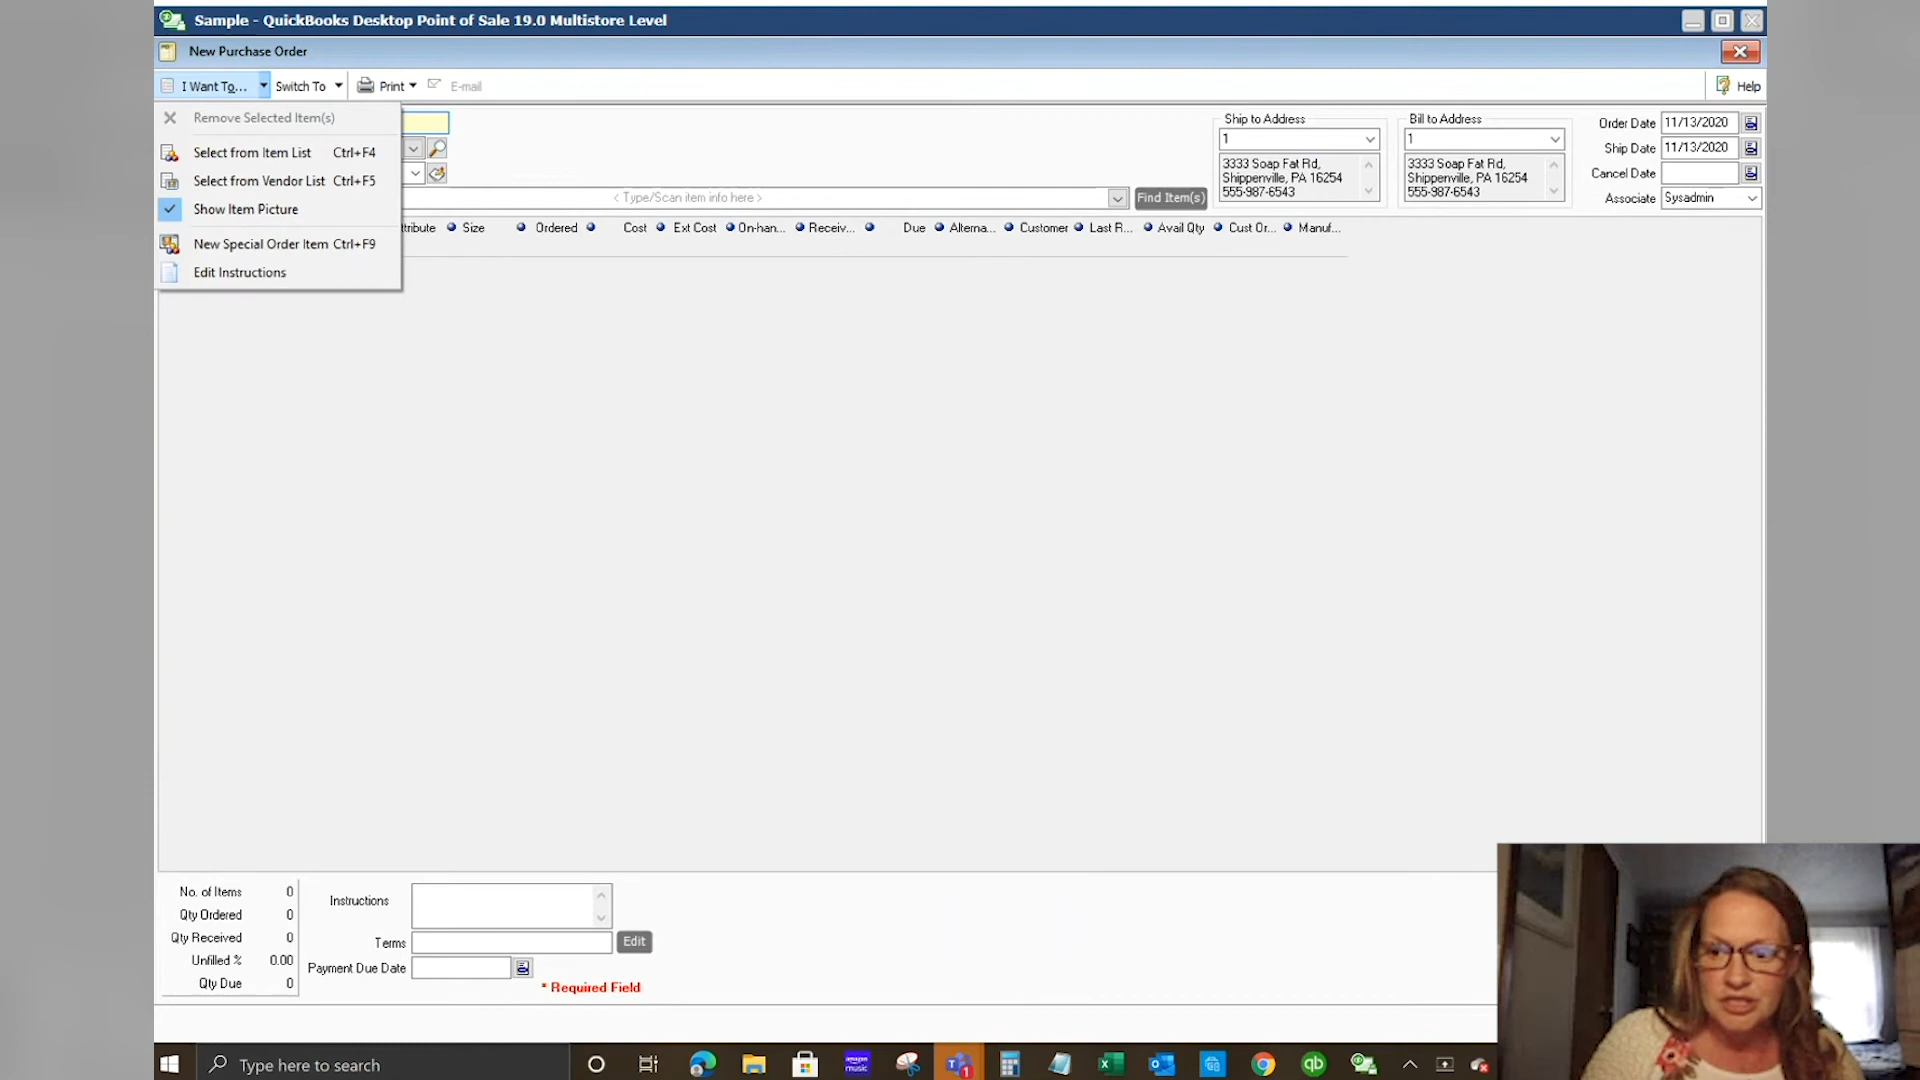 Sample - QuickBooks Desktop Point of Sale 19.0 Multistore Level
New Purchase Order
I Want To... Switch To Print E-mail Help
Remove Selected Item(s)
Select from Item List Ctrl+F4
Select from Vendor List Ctrl+F5
Show Item Picture
New Special Order Item Ctrl+F9
Edit Instructions
< Type/Scan item info here >
Find Item(s)
Ship to Address
1
3333 Soap Fat Rd,
Shippenville, PA 16254
555-987-6543
Bill to Address
1
3333 Soap Fat Rd,
Shippenville, PA 16254
555-987-6543
Order Date 11/13/2020
Ship Date 11/13/2020
Cancel Date
Associate Sysadmin
ttribute Size Ordered Cost Ext Cost On-han... Receiv... Due Alterna... Customer Last R... Avail Qty Cust Or... Manuf...
No. of Items 0
Qty Ordered 0
Qty Received 0
Unfilled % 0.00
Qty Due 0
Instructions
Terms
Edit
Payment Due Date
* Required Field
Type here to search
amazon music
1
qb